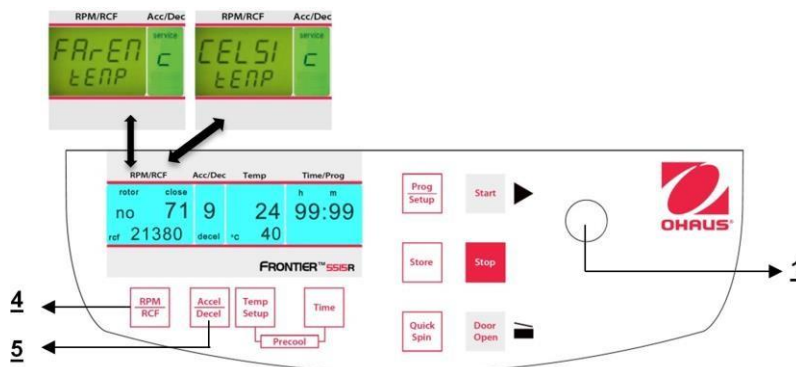 RPM/RCF Acc/Dec RPM/RCF Acc/Dec
service service
FArEN C CELSI C
tEMP tEMP
RPM/RCF Acc/Dec Temp Time/Prog
rotor close h m
no 71 9 24 99:99
rcf 21380 decel °C 40
FRONTIER™ 5515R
Prog Setup Start
OHAUS®
Store Stop
1
4
RPM RCF Accel Decel Temp Setup Time
Quick Spin Door Open
Precool
5